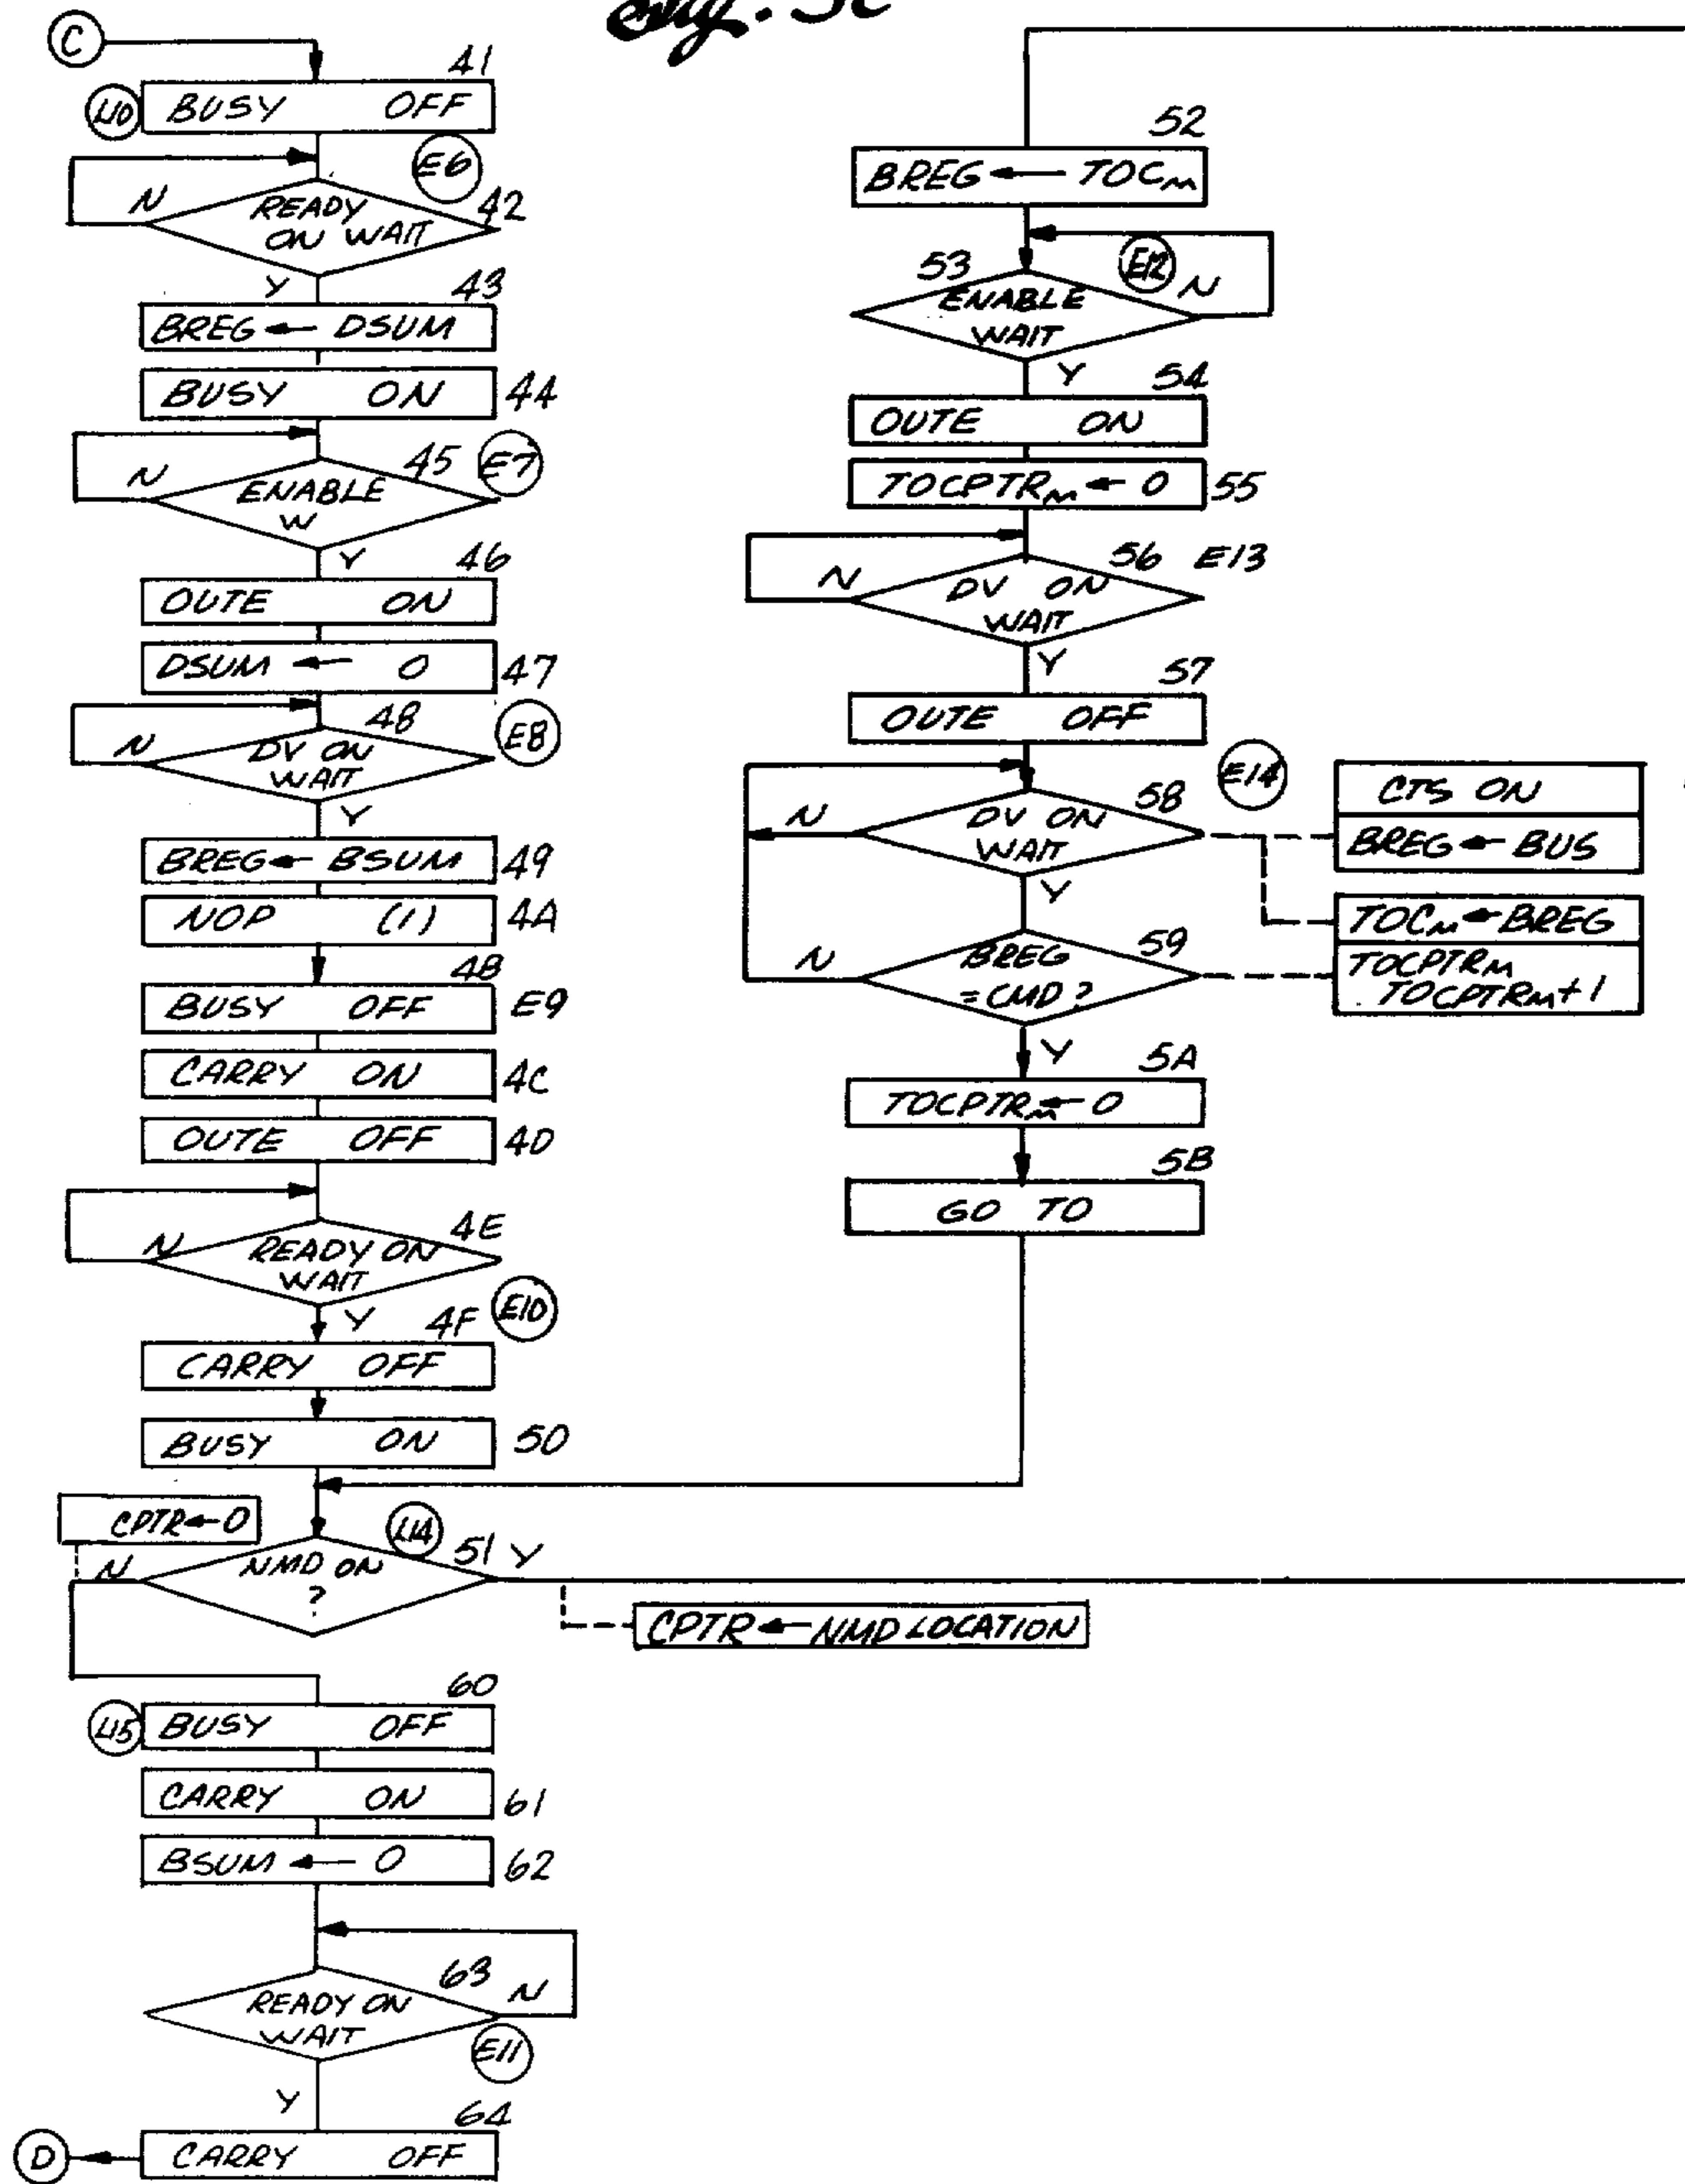 Fig. 3C
C
41
40 BUSY OFF
E6
N READY 42
ON WAIT
Y 43
BREG ← DSUM
BUSY ON 44
45 E7
N ENABLE
W
Y 46
OUTE ON
DSUM ← 0 47
48 E8
N DV ON
WAIT
Y
BREG ← BSUM 49
NOP (1) 4A
4B
BUSY OFF E9
CARRY ON 4C
OUTE OFF 4D
4E
N READY ON
WAIT
E10
Y 4F
CARRY OFF
BUSY ON 50
CPTR ← 0
44 51 Y
N NMD ON
?
CPTR ← NMD LOCATION
60
45 BUSY OFF
CARRY ON 61
BSUM ← 0 62
63 N
READY ON
WAIT
E11
Y
64
D CARRY OFF
52
BREG ← TOCM
53 E12 N
ENABLE
WAIT
Y 54
OUTE ON
TOCPTRM ← 0 55
56 E13
N DV ON
WAIT
Y 57
OUTE OFF
E14
58
N DV ON
WAIT
Y
CTS ON
BREG ← BUS
TOCM ← BREG
TOCPTRM
TOCPTRM+1
59
N BREG
=CMD?
Y 5A
TOCPTRM ← 0
5B
GO TO